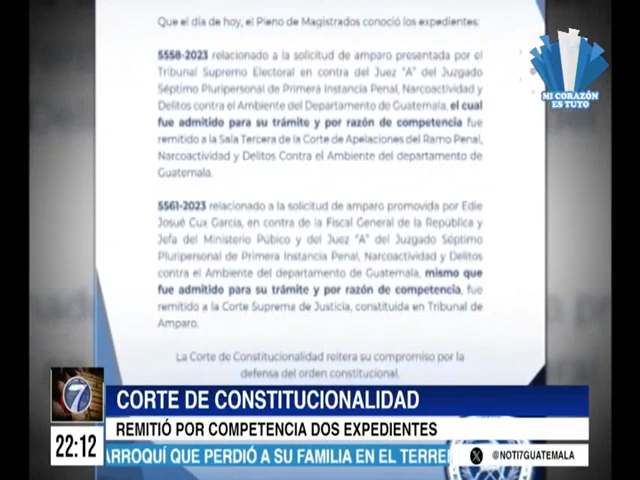 Que el día de hoy, el Pleno de Magistrados conoció los expedientes:
5558-2023 relacionado a la solicitud de amparo presentada por el
Tribunal Supremo Electoral en contra del Juez "A" del Juzgado
Séptimo Pluripersonal de Primera Instancia Penal, Narcoactividad y
Delitos contra el Ambiente del Departamento de Guatemala, el cual
fue admitido para su trámite y por razón de competencia fue
remitido a la Sala Tercera de la Corte de Apelaciones del Ramo Penal,
Narcoactividad y Delitos Contra el Ambiente del departamento de
Guatemala.
5561-2023 relacionado a la solicitud de amparo promovida por Edie
Josué Cux García, en contra de la Fiscal General de la República y
Jefa del Ministerio Púbico y del Juez "A" del Juzgado Séptimo
Pluripersonal de Primera Instancia Penal, Narcoactividad y Delitos
contra el Ambiente del departamento de Guatemala, mismo que
fue admitido para su trámite y por razón de competencia, fue
remitido a la Corte Suprema de Justicia, constituida en Tribunal de
Amparo.
La Corte de Constitucionalidad reitera su compromiso por la
defensa del orden constitucional.
MI CORAZÓN
ES TUYO
7
CORTE DE CONSTITUCIONALIDAD
REMITIÓ POR COMPETENCIA DOS EXPEDIENTES
22:12
ARROQUÍ QUE PERDIÓ A SU FAMILIA EN EL TERRE
X @NOTI7GUATEMALA